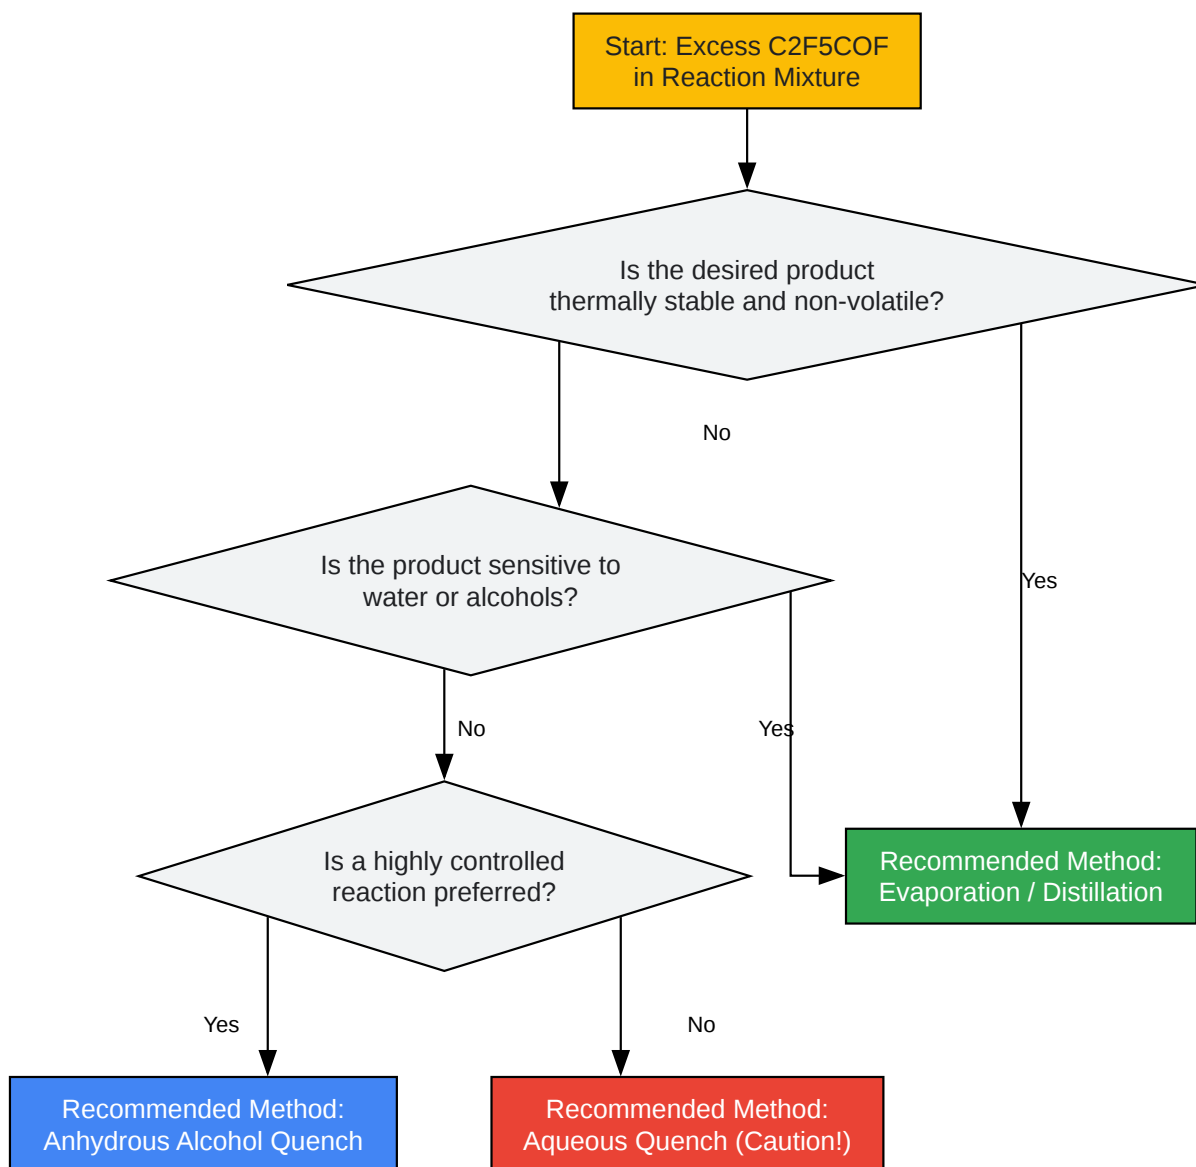 Start: Excess C2F5COF
in Reaction Mixture
Is the desired product
thermally stable and non-volatile?
No
Is the product sensitive to
water or alcohols?
Yes
No
Yes
Is a highly controlled
reaction preferred?
Recommended Method:
Evaporation / Distillation
Yes
No
Recommended Method:
Anhydrous Alcohol Quench
Recommended Method:
Aqueous Quench (Caution!)